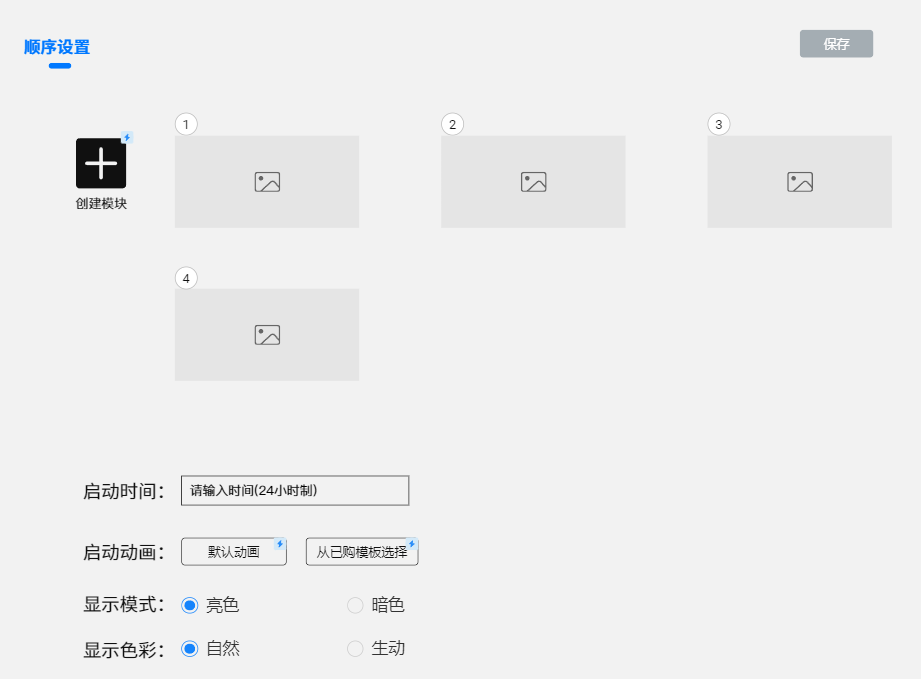 顺序设置
保存
1
2
3
创建模块
4
启动时间：
请输入时间(24小时制)
启动动画：
默认动画
从已购模板选择
显示模式：
亮色
暗色
显示色彩：
自然
生动